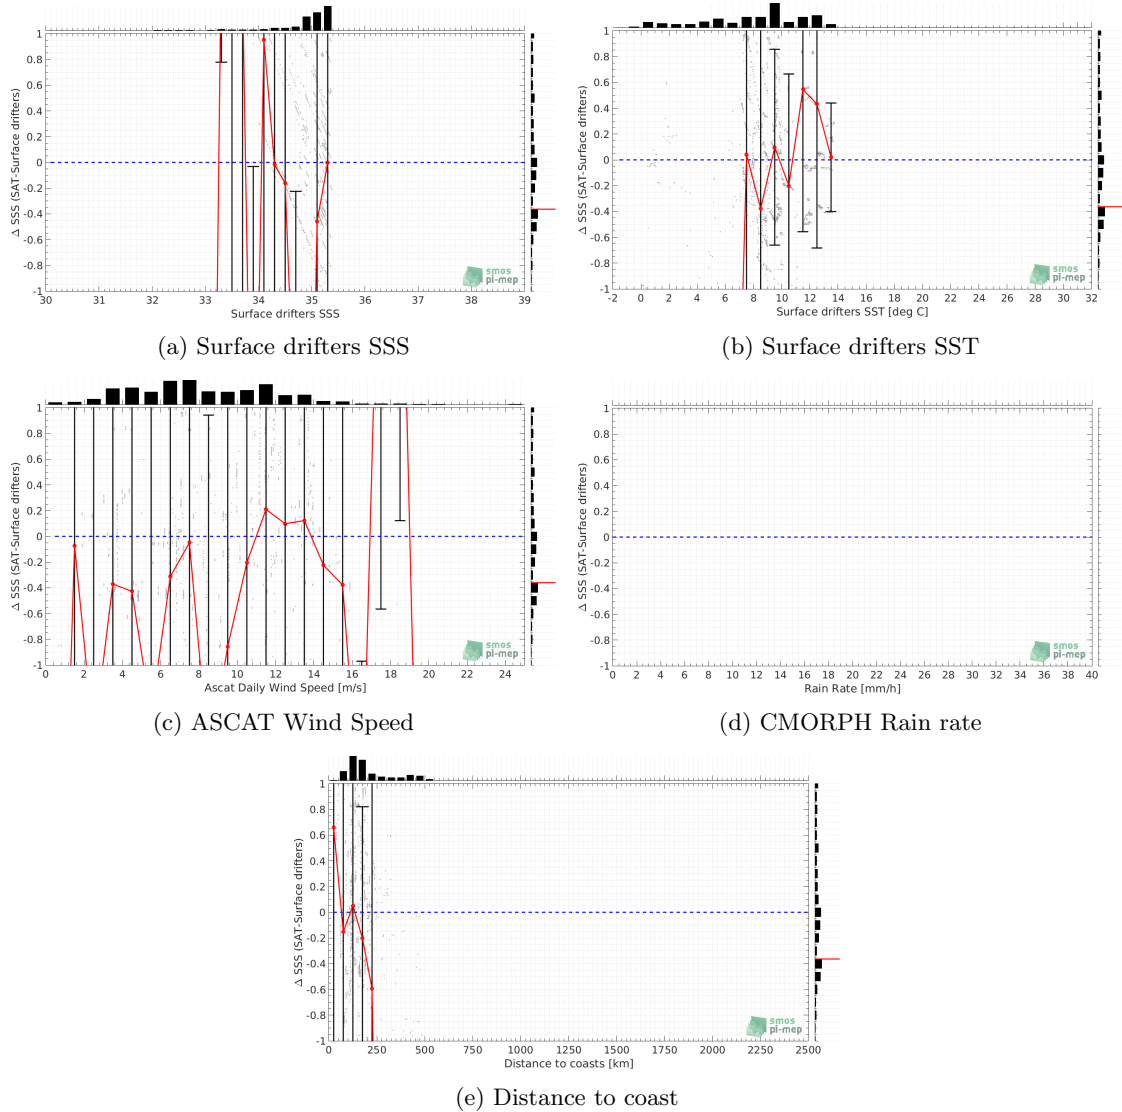 1
0.8
0.6
0.4
0.2
0
-0.2
-0.4
-0.6
-0.8
-1
Δ SSS (SAT-Surface drifters)
smos
pi-mep
30 31 32 33 34 35 36 37 38 39
Surface drifters SSS
(a) Surface drifters SSS
1
0.8
0.6
0.4
0.2
0
-0.2
-0.4
-0.6
-0.8
-1
Δ SSS (SAT-Surface drifters)
smos
pi-mep
-2 0 2 4 6 8 10 12 14 16 18 20 22 24 26 28 30 32
Surface drifters SST [deg C]
(b) Surface drifters SST
1
0.8
0.6
0.4
0.2
0
-0.2
-0.4
-0.6
-0.8
-1
Δ SSS (SAT-Surface drifters)
smos
pi-mep
0 2 4 6 8 10 12 14 16 18 20 22 24
Ascat Daily Wind Speed [m/s]
(c) ASCAT Wind Speed
1
0.8
0.6
0.4
0.2
0
-0.2
-0.4
-0.6
-0.8
-1
Δ SSS (SAT-Surface drifters)
smos
pi-mep
0 2 4 6 8 10 12 14 16 18 20 22 24 26 28 30 32 34 36 38 40
Rain Rate [mm/h]
(d) CMORPH Rain rate
1
0.8
0.6
0.4
0.2
0
-0.2
-0.4
-0.6
-0.8
-1
Δ SSS (SAT-Surface drifters)
smos
pi-mep
0 250 500 750 1000 1250 1500 1750 2000 2250 2500
Distance to coasts [km]
(e) Distance to coast